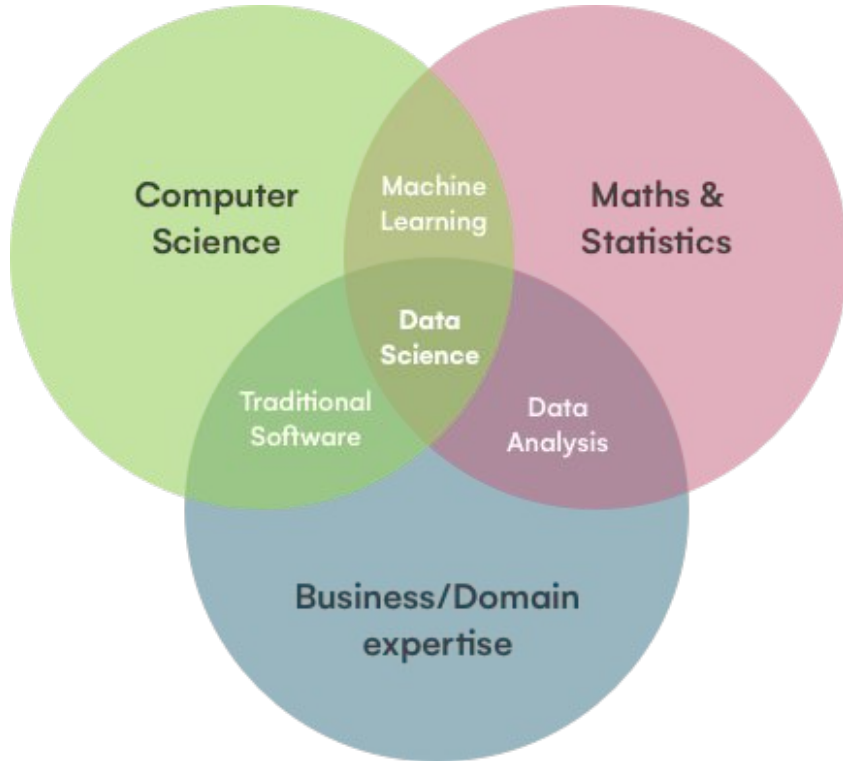 Computer
Science
Machine
Learning
Maths &
Statistics
Data
Science
Traditional
Software
Data
Analysis
Business/Domain
expertise